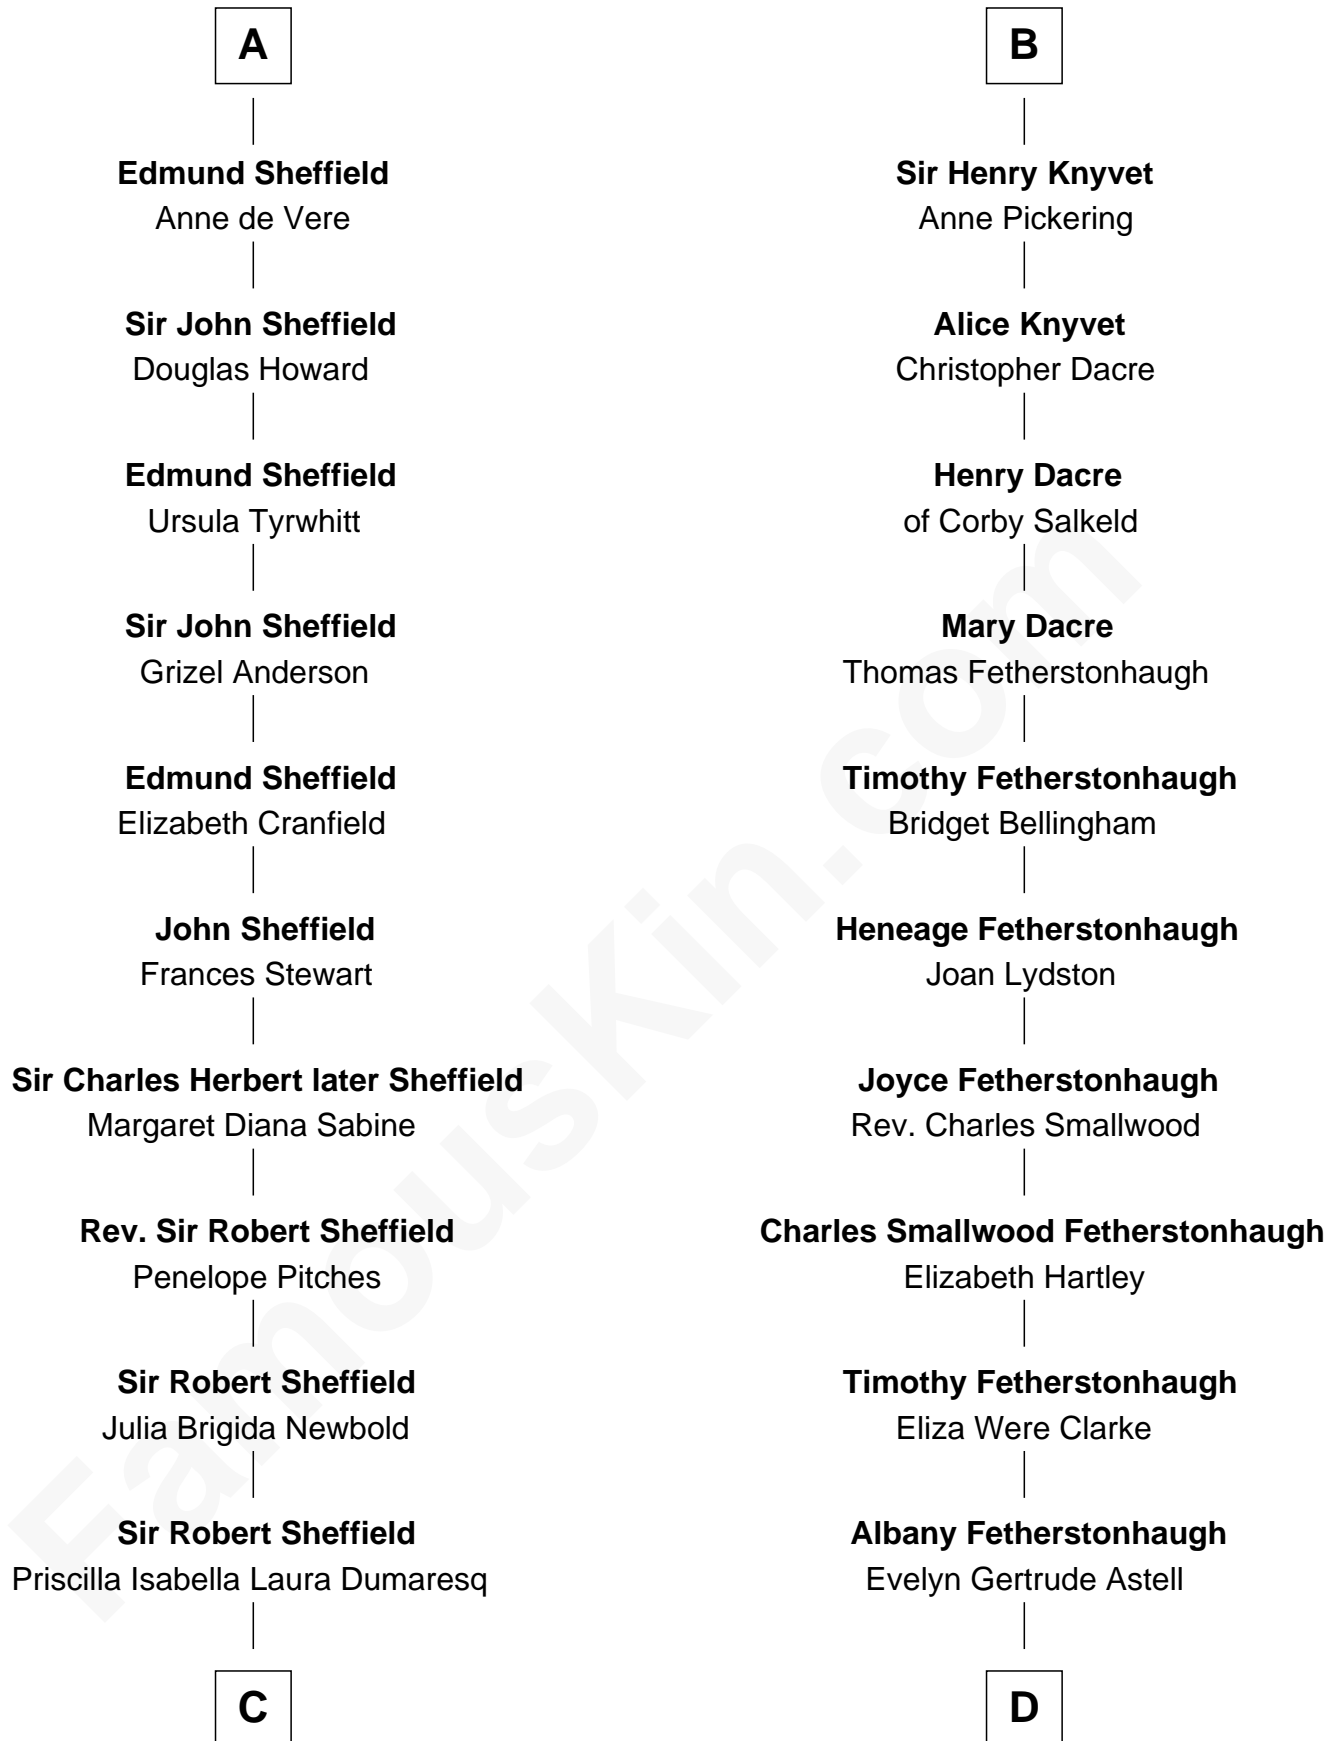 A
Edmund Sheffield
Anne de Vere
Sir John Sheffield
Douglas Howard
Edmund Sheffield
Ursula Tyrwhitt
Sir John Sheffield
Grizel Anderson
Edmund Sheffield
Elizabeth Cranfield
John Sheffield
Frances Stewart
Sir Charles Herbert later Sheffield
Margaret Diana Sabine
Rev. Sir Robert Sheffield
Penelope Pitches
Sir Robert Sheffield
Julia Brigida Newbold
Sir Robert Sheffield
Priscilla Isabella Laura Dumaresq
C
B
Sir Henry Knyvet
Anne Pickering
Alice Knyvet
Christopher Dacre
Henry Dacre
of Corby Salkeld
Mary Dacre
Thomas Fetherstonhaugh
Timothy Fetherstonhaugh
Bridget Bellingham
Heneage Fetherstonhaugh
Joan Lydston
Joyce Fetherstonhaugh
Rev. Charles Smallwood
Charles Smallwood Fetherstonhaugh
Elizabeth Hartley
Timothy Fetherstonhaugh
Eliza Were Clarke
Albany Fetherstonhaugh
Evelyn Gertrude Astell
D
FamousKin.com